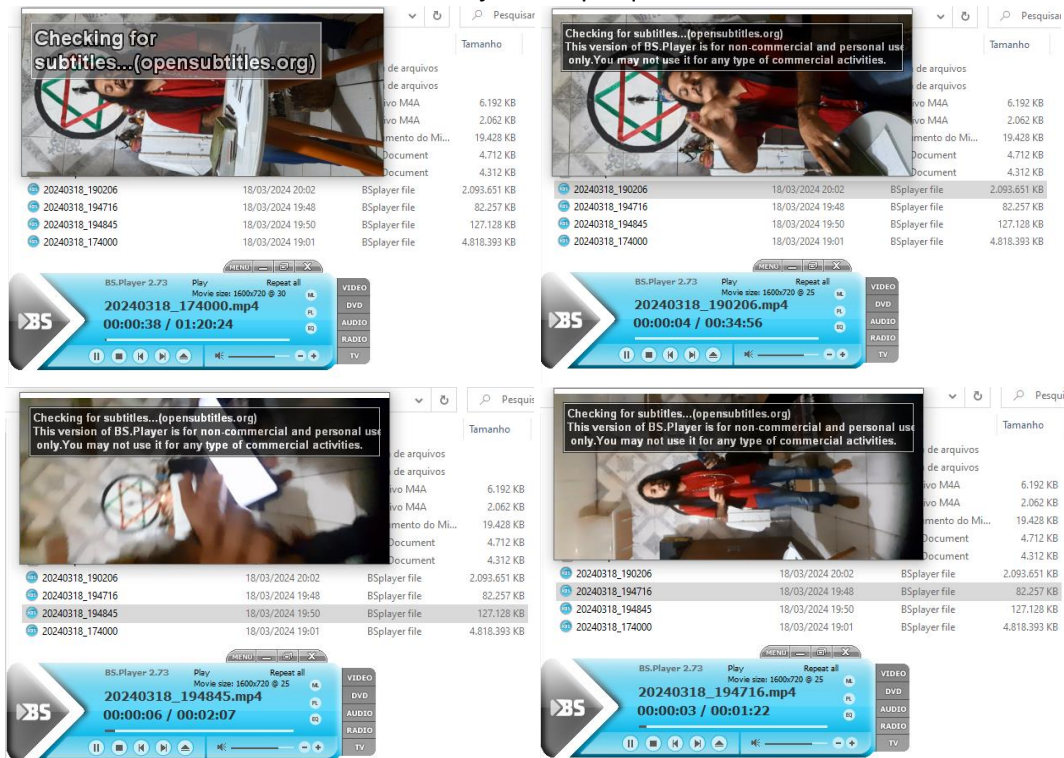 Pesquisar
Tamanho
Checking for
subtitles...(opensubtitles.org)
de arquivos
de arquivos
ivo M4A 6.192 KB
ivo M4A 2.062 KB
mento do Mi... 19.428 KB
Document 4.712 KB
Document 4.312 KB
20240318_190206 18/03/2024 20:02 BSplayer file 2.093.651 KB
20240318_194716 18/03/2024 19:48 BSplayer file 82.257 KB
20240318_194845 18/03/2024 19:50 BSplayer file 127.128 KB
20240318_174000 18/03/2024 19:01 BSplayer file 4.818.393 KB
MENU
BS.Player 2.73 Play Repeat all
Movie size: 1600x720 @ 30
ML
20240318_174000.mp4
PL
00:00:38 / 01:20:24
EQ
BS
VIDEO
DVD
AUDIO
RADIO
TV
Pesquisar
Tamanho
Checking for subtitles...(opensubtitles.org)
This version of BS.Player is for non-commercial and personal use
only.You may not use it for any type of commercial activities.
de arquivos
de arquivos
ivo M4A 6.192 KB
ivo M4A 2.062 KB
mento do Mi... 19.428 KB
Document 4.712 KB
Document 4.312 KB
20240318_190206 18/03/2024 20:02 BSplayer file 2.093.651 KB
20240318_194716 18/03/2024 19:48 BSplayer file 82.257 KB
20240318_194845 18/03/2024 19:50 BSplayer file 127.128 KB
20240318_174000 18/03/2024 19:01 BSplayer file 4.818.393 KB
MENU
BS.Player 2.73 Play Repeat all
Movie size: 1600x720 @ 25
ML
20240318_190206.mp4
PL
00:00:04 / 00:34:56
EQ
BS
VIDEO
DVD
AUDIO
RADIO
TV
Pesquis
Tamanho
Checking for subtitles...(opensubtitles.org)
This version of BS.Player is for non-commercial and personal use
only.You may not use it for any type of commercial activities.
de arquivos
de arquivos
ivo M4A 6.192 KB
ivo M4A 2.062 KB
mento do Mi... 19.428 KB
Document 4.712 KB
Document 4.312 KB
20240318_190206 18/03/2024 20:02 BSplayer file 2.093.651 KB
20240318_194716 18/03/2024 19:48 BSplayer file 82.257 KB
20240318_194845 18/03/2024 19:50 BSplayer file 127.128 KB
20240318_174000 18/03/2024 19:01 BSplayer file 4.818.393 KB
MENU
BS.Player 2.73 Play Repeat all
Movie size: 1600x720 @ 25
ML
20240318_194845.mp4
PL
00:00:06 / 00:02:07
EQ
BS
VIDEO
DVD
AUDIO
RADIO
TV
Pesqui
Tamanho
Checking for subtitles...(opensubtitles.org)
This version of BS.Player is for non-commercial and personal use
only.You may not use it for any type of commercial activities.
de arquivos
de arquivos
ivo M4A 6.192 KB
ivo M4A 2.062 KB
mento do Mi... 19.428 KB
Document 4.712 KB
Document 4.312 KB
20240318_190206 18/03/2024 20:02 BSplayer file 2.093.651 KB
20240318_194716 18/03/2024 19:48 BSplayer file 82.257 KB
20240318_194845 18/03/2024 19:50 BSplayer file 127.128 KB
20240318_174000 18/03/2024 19:01 BSplayer file 4.818.393 KB
MENU
BS.Player 2.73 Play Repeat all
Movie size: 1600x720 @ 25
ML
20240318_194716.mp4
PL
00:00:03 / 00:01:22
EQ
BS
VIDEO
DVD
AUDIO
RADIO
TV